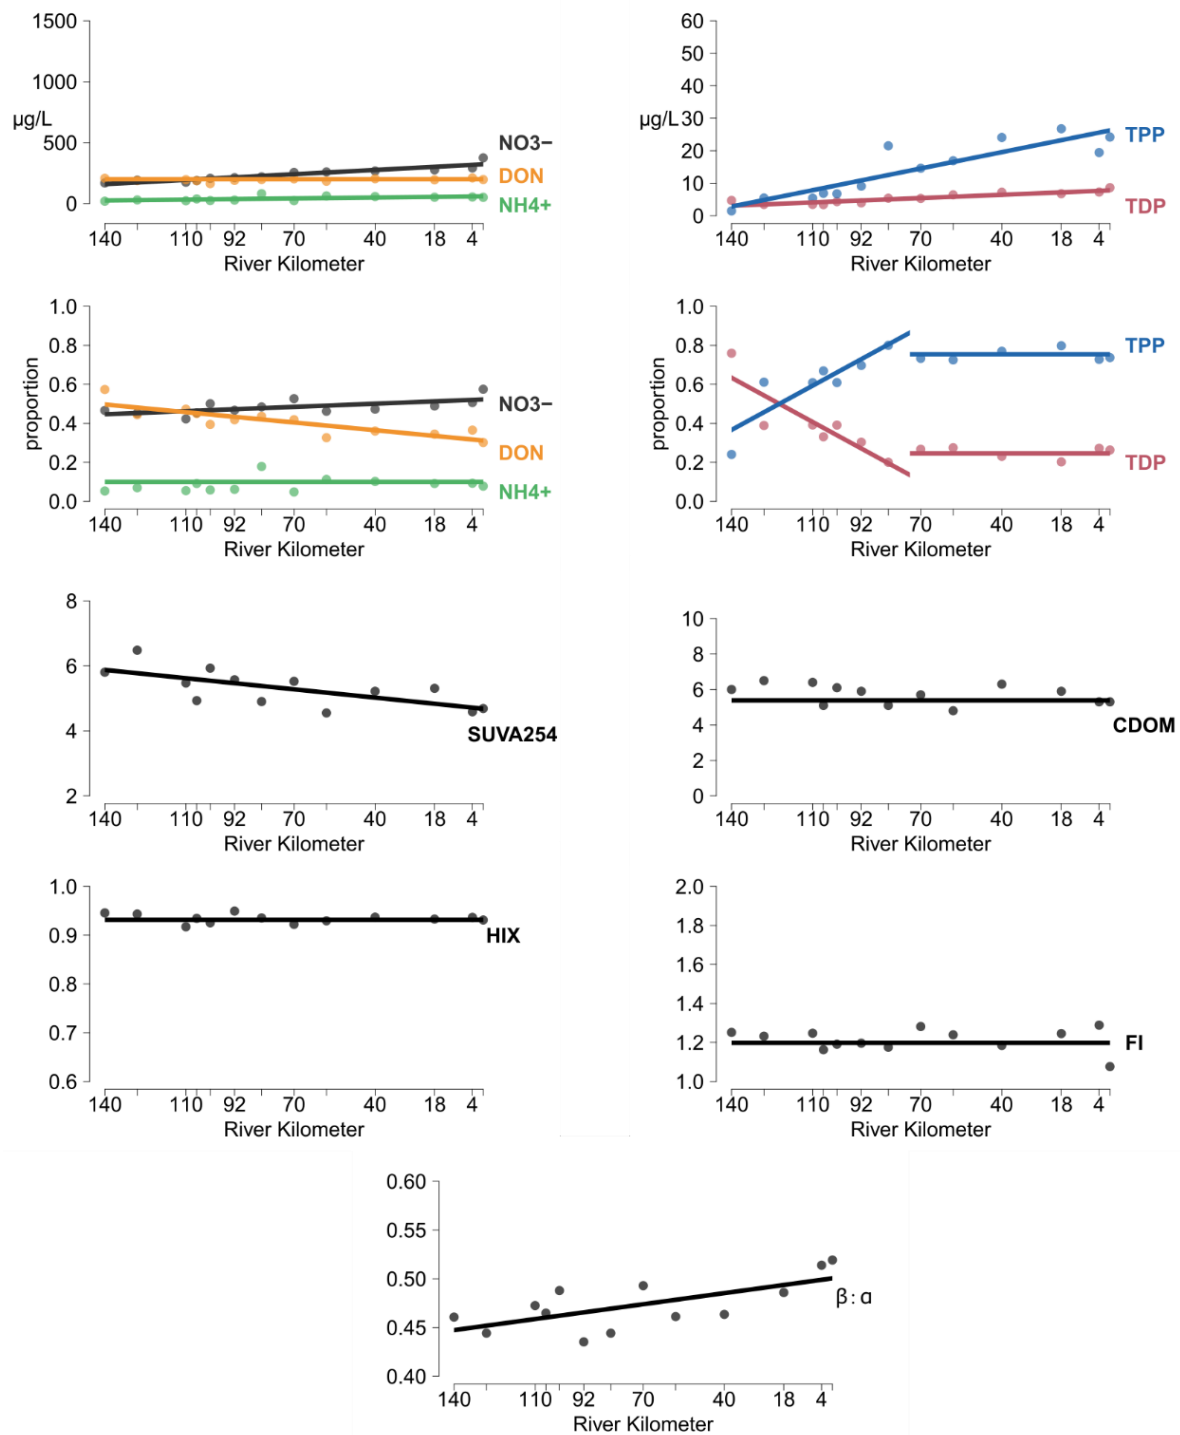 1500
1000
µg/L
500
0
NO3−
DON
NH4+
140 110 92 70 40 18 4
River Kilometer
60
50
40
µg/L 30
20
10
0
TPP
TDP
140 110 92 70 40 18 4
River Kilometer
1.0
0.8
0.6
0.4
0.2
0.0
proportion
NO3−
DON
NH4+
140 110 92 70 40 18 4
River Kilometer
1.0
0.8
0.6
0.4
0.2
0.0
proportion
TPP
TDP
140 110 92 70 40 18 4
River Kilometer
8
6
4
2
SUVA254
140 110 92 70 40 18 4
River Kilometer
10
8
6
4
2
0
CDOM
140 110 92 70 40 18 4
River Kilometer
1.0
0.9
0.8
0.7
0.6
HIX
140 110 92 70 40 18 4
River Kilometer
2.0
1.8
1.6
1.4
1.2
1.0
FI
140 110 92 70 40 18 4
River Kilometer
0.60
0.55
0.50
0.45
0.40
β:α
140 110 92 70 40 18 4
River Kilometer